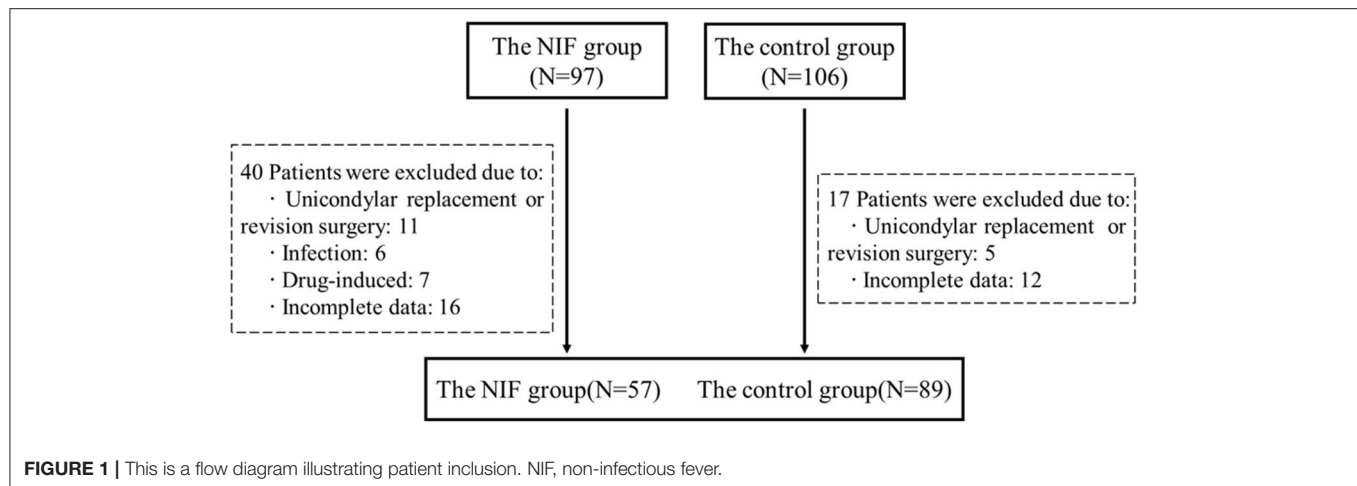 The NIF group
(N=97)
The control group
(N=106)
40 Patients were excluded due to:
· Unicondylar replacement or
revision surgery: 11
· Infection: 6
· Drug-induced: 7
· Incomplete data: 16
17 Patients were excluded due to:
· Unicondylar replacement or
revision surgery: 5
· Incomplete data: 12
The NIF group(N=57) The control group(N=89)
FIGURE 1 | This is a flow diagram illustrating patient inclusion. NIF, non-infectious fever.